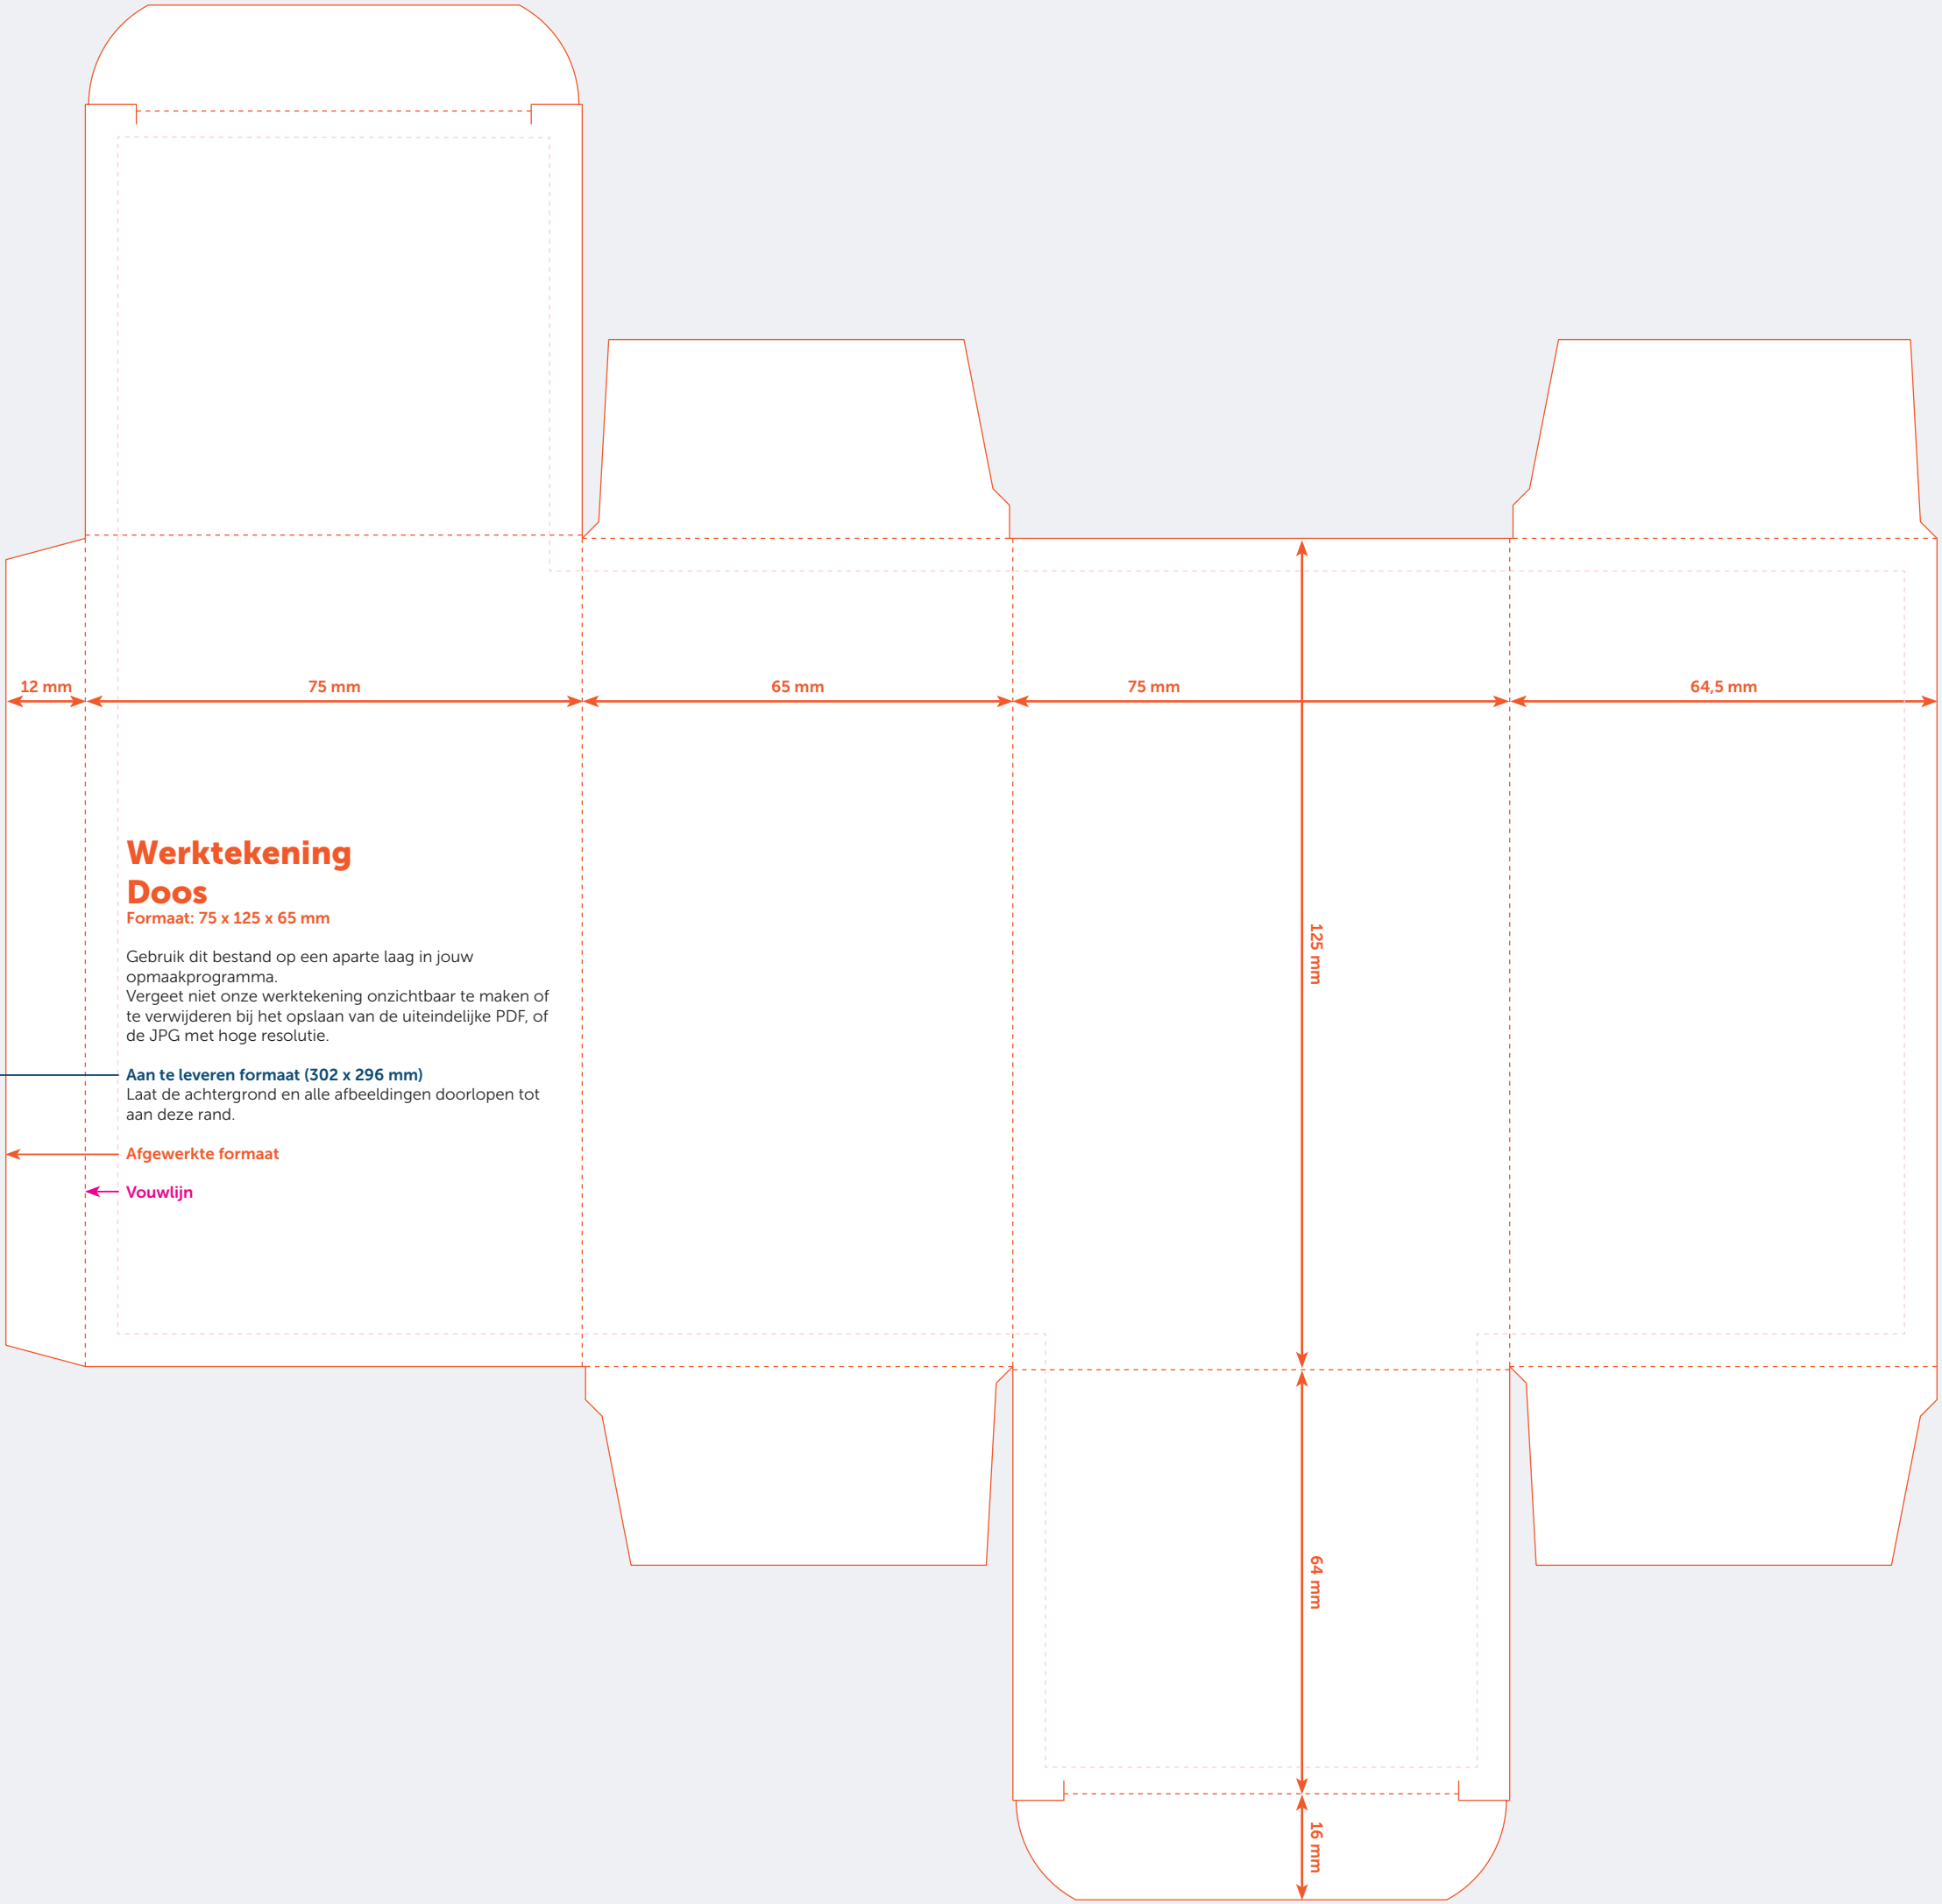 12 mm
75 mm
65 mm
75 mm
64,5 mm
Werktekening
Doos
Formaat: 75 x 125 x 65 mm
Gebruik dit bestand op een aparte laag in jouw
opmaakprogramma.
Vergeet niet onze werktekening onzichtbaar te maken of
te verwijderen bij het opslaan van de uiteindelijke PDF, of
de JPG met hoge resolutie.
Aan te leveren formaat (302 x 296 mm)
Laat de achtergrond en alle afbeeldingen doorlopen tot
aan deze rand.
Afgewerkte formaat
Vouwlijn
125 mm
64 mm
16 mm